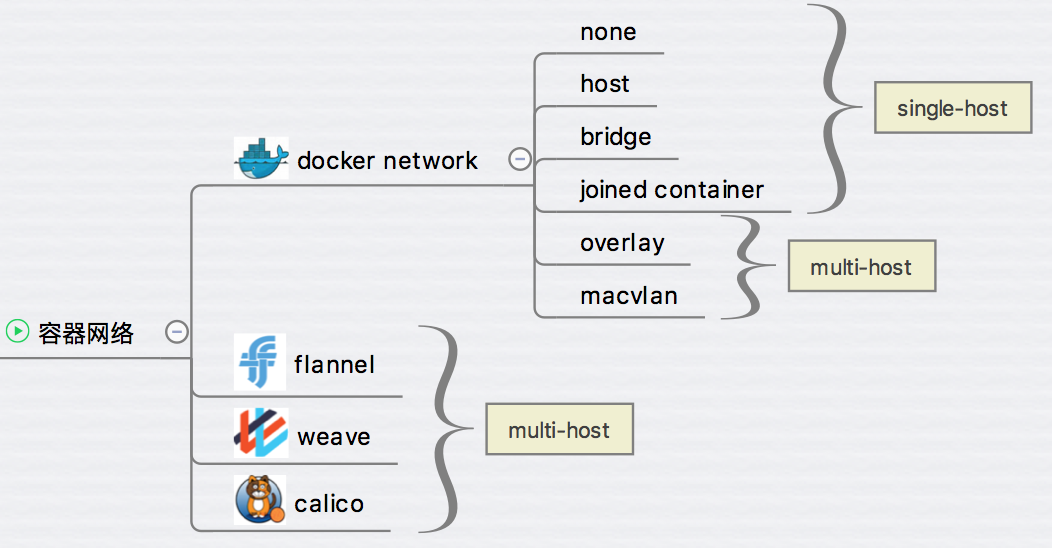 none
host
single-host
bridge
docker network
joined container
overlay
multi-host
macvlan
容器网络
flannel
weave
multi-host
calico